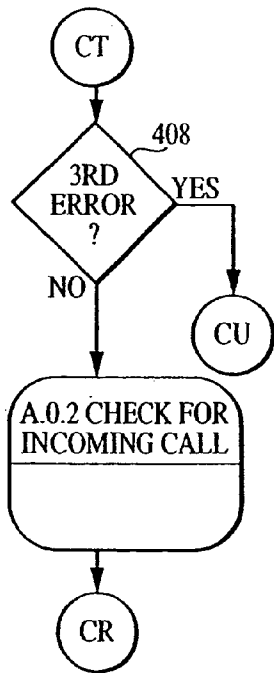 CT
408
3RD
ERROR
?
YES
NO
CU
A.0.2 CHECK FOR
INCOMING CALL
CR